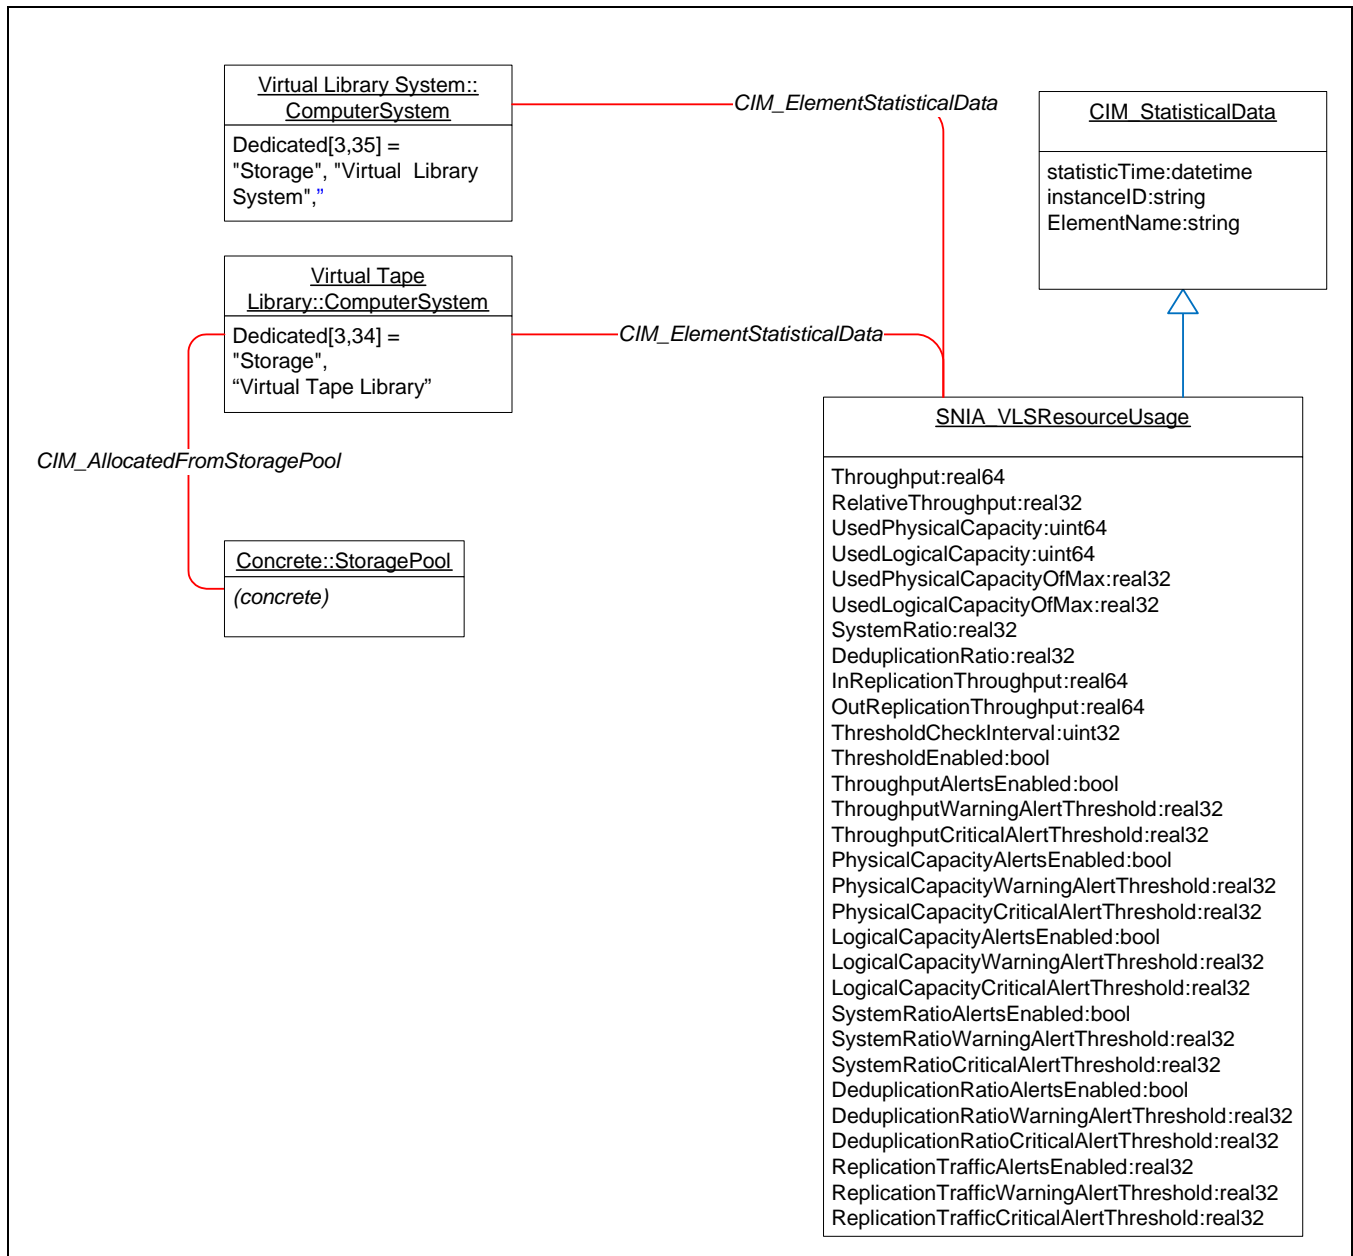 Virtual Library System::
ComputerSystem
Dedicated[3,35] =
"Storage", "Virtual  Library
System",”
CIM_ElementStatisticalData
CIM_StatisticalData
statisticTime:datetime
instanceID:string
ElementName:string
Virtual Tape
Library::ComputerSystem
Dedicated[3,34] =
"Storage",
“Virtual Tape Library”
CIM_ElementStatisticalData
CIM_AllocatedFromStoragePool
Concrete::StoragePool
(concrete)
SNIA_VLSResourceUsage
Throughput:real64
RelativeThroughput:real32
UsedPhysicalCapacity:uint64
UsedLogicalCapacity:uint64
UsedPhysicalCapacityOfMax:real32
UsedLogicalCapacityOfMax:real32
SystemRatio:real32
DeduplicationRatio:real32
InReplicationThroughput:real64
OutReplicationThroughput:real64
ThresholdCheckInterval:uint32
ThresholdEnabled:bool
ThroughputAlertsEnabled:bool
ThroughputWarningAlertThreshold:real32
ThroughputCriticalAlertThreshold:real32
PhysicalCapacityAlertsEnabled:bool
PhysicalCapacityWarningAlertThreshold:real32
PhysicalCapacityCriticalAlertThreshold:real32
LogicalCapacityAlertsEnabled:bool
LogicalCapacityWarningAlertThreshold:real32
LogicalCapacityCriticalAlertThreshold:real32
SystemRatioAlertsEnabled:bool
SystemRatioWarningAlertThreshold:real32
SystemRatioCriticalAlertThreshold:real32
DeduplicationRatioAlertsEnabled:bool
DeduplicationRatioWarningAlertThreshold:real32
DeduplicationRatioCriticalAlertThreshold:real32
ReplicationTrafficAlertsEnabled:real32
ReplicationTrafficWarningAlertThreshold:real32
ReplicationTrafficCriticalAlertThreshold:real32